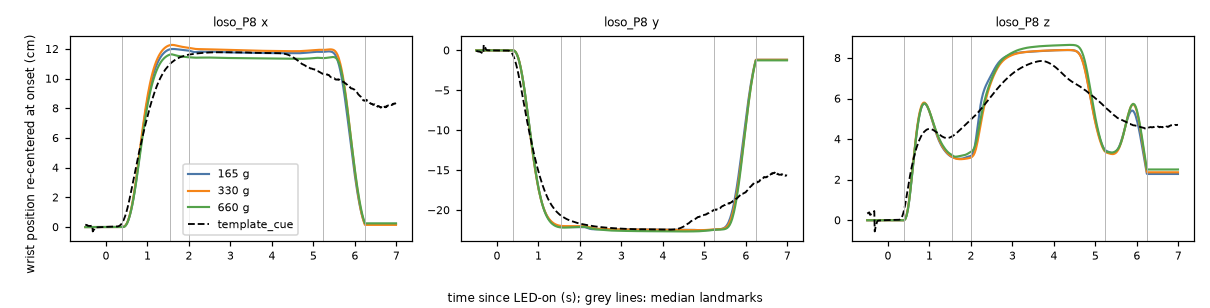 loso_P8 x
loso_P8 y
loso_P8 z
wrist position re-centered at onset (cm)
12
10
8
6
4
2
0
0
−5
−10
−15
−20
8
6
4
2
0
165 g
330 g
660 g
template_cue
0 1 2 3 4 5 6 7
0 1 2 3 4 5 6 7
0 1 2 3 4 5 6 7
time since LED-on (s); grey lines: median landmarks